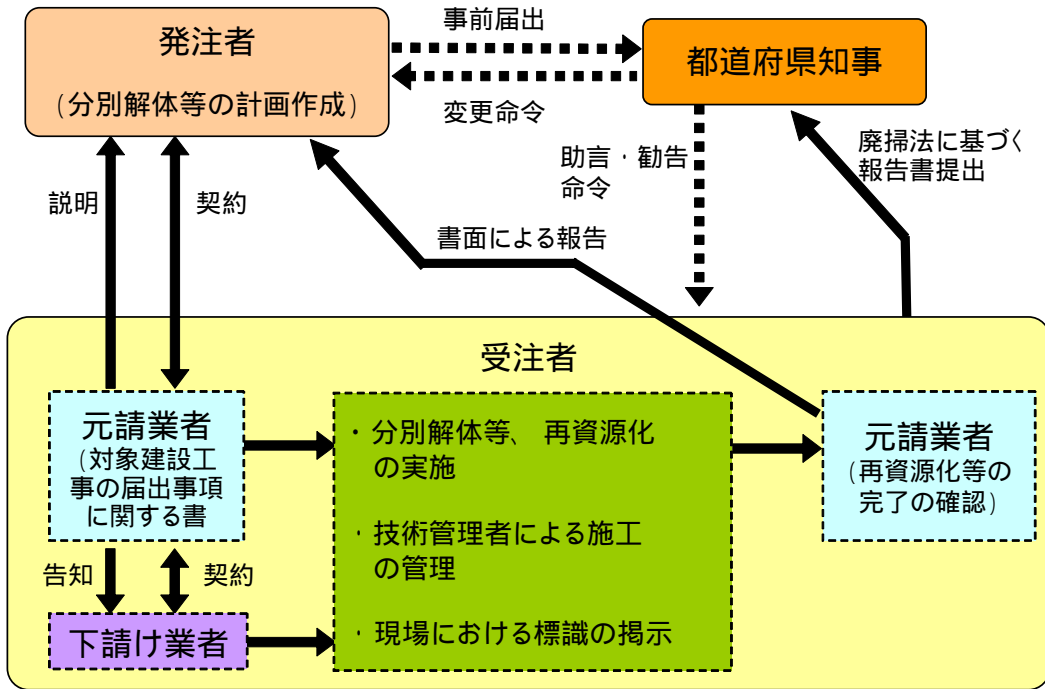 発注者
(分別解体等の計画作成)
事前届出
変更命令
都道府県知事
助言・勧告
命令
廃掃法に基づく
報告書提出
説明
契約
書面による報告
受注者
元請業者
(対象建設工
事の届出事項
に関する書
・分別解体等、再資源化
の実施
・技術管理者による施工
の管理
・現場における標識の掲示
元請業者
(再資源化等の
完了の確認)
告知
契約
下請け業者